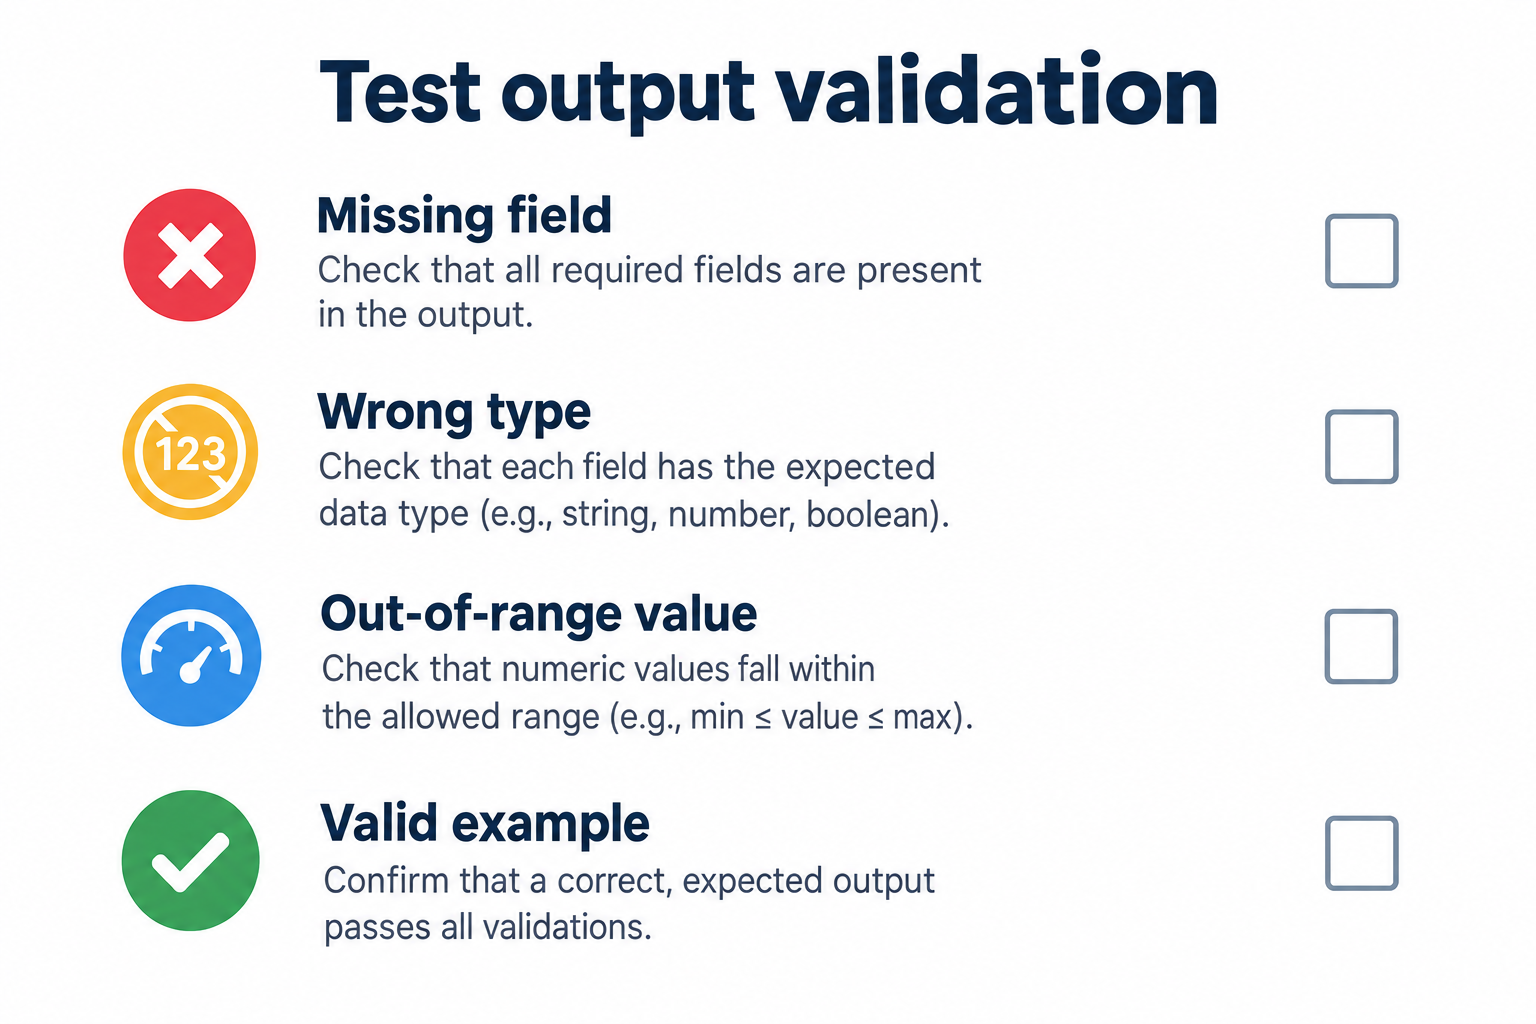 Test output validation
Missing field
Check that all required fields are present
in the output.
123
Wrong type
Check that each field has the expected
data type (e.g., string, number, boolean).
Out-of-range value
Check that numeric values fall within
the allowed range (e.g., min ≤ value ≤ max).
Valid example
Confirm that a correct, expected output
passes all validations.